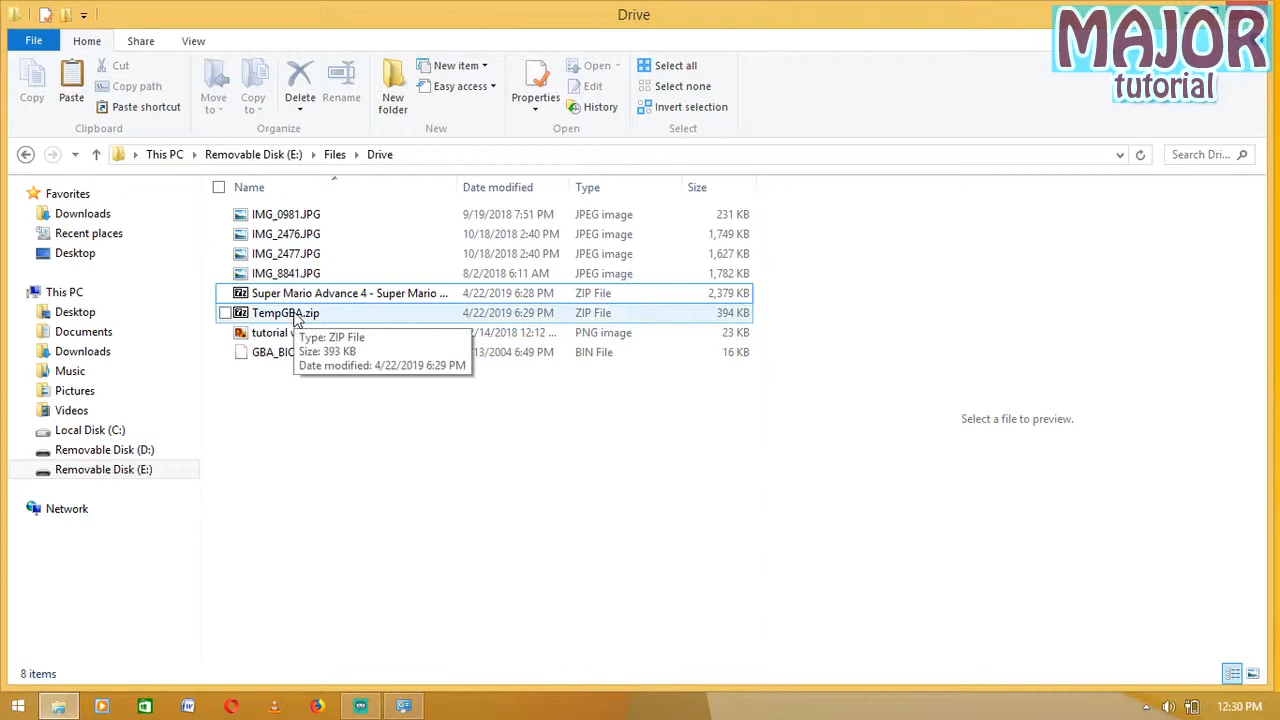 Drive
MAJOR
tutorial
File Home Share View
Copy
Paste
Cut
Copy path
Paste shortcut
Clipboard
Move to
Copy to
Delete
Rename
Organize
New folder
New item
Easy access
New
Properties
Open
Edit
History
Open
Select all
Select none
Invert selection
Select
This PC Removable Disk (E:) Files Drive
Search Dri...
Favorites
Downloads
Recent places
Desktop
This PC
Desktop
Documents
Downloads
Music
Pictures
Videos
Local Disk (C:)
Removable Disk (D:)
Removable Disk (E:)
Network
Name Date modified Type Size
IMG_0981.JPG 9/19/2018 7:51 PM JPEG image 231 KB
IMG_2476.JPG 10/18/2018 2:40 PM JPEG image 1,749 KB
IMG_2477.JPG 10/18/2018 2:40 PM JPEG image 1,627 KB
IMG_8841.JPG 8/2/2018 6:11 AM JPEG image 1,782 KB
Super Mario Advance 4 - Super Mario ... 4/22/2019 6:28 PM ZIP File 2,379 KB
TempGBA.zip 4/22/2019 6:29 PM ZIP File 394 KB
tutorial 2/14/2018 12:12 ... PNG image 23 KB
GBA_BIO 13/2004 6:49 PM BIN File 16 KB
Type: ZIP File
Size: 393 KB
Date modified: 4/22/2019 6:29 PM
Select a file to preview.
8 items
12:30 PM